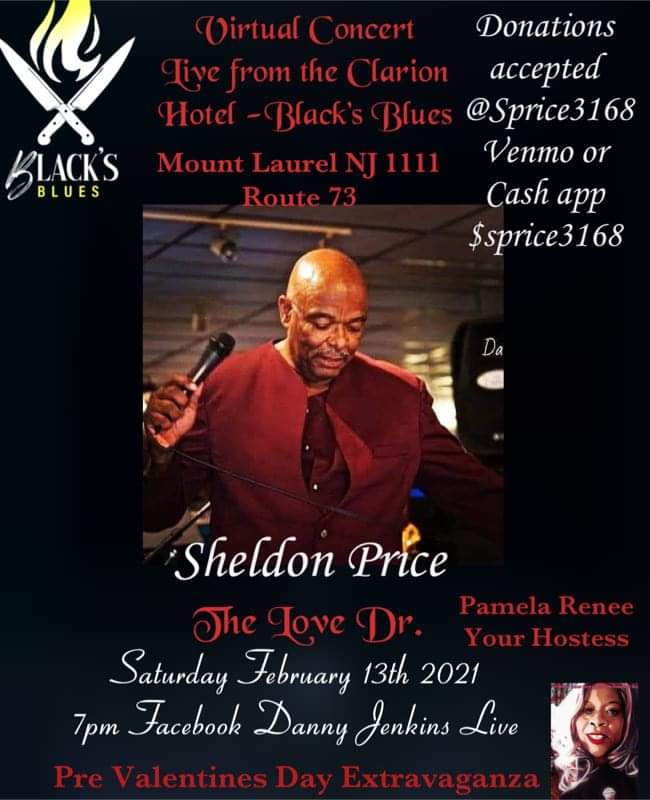 BLACK'S
BLUES
Virtual Concert
Live from the Clarion
Hotel -Black's Blues
Mount Laurel NJ 1111
Route 73
Donations
accepted
@Sprice3168
Venmo or
Cash app
$sprice3168
Da
Sheldon Price
The Love Dr.
Pamela Renee
Your Hostess
Saturday February 13th 2021
7pm Facebook Danny Jenkins Live
Pre Valentines Day Extravaganza